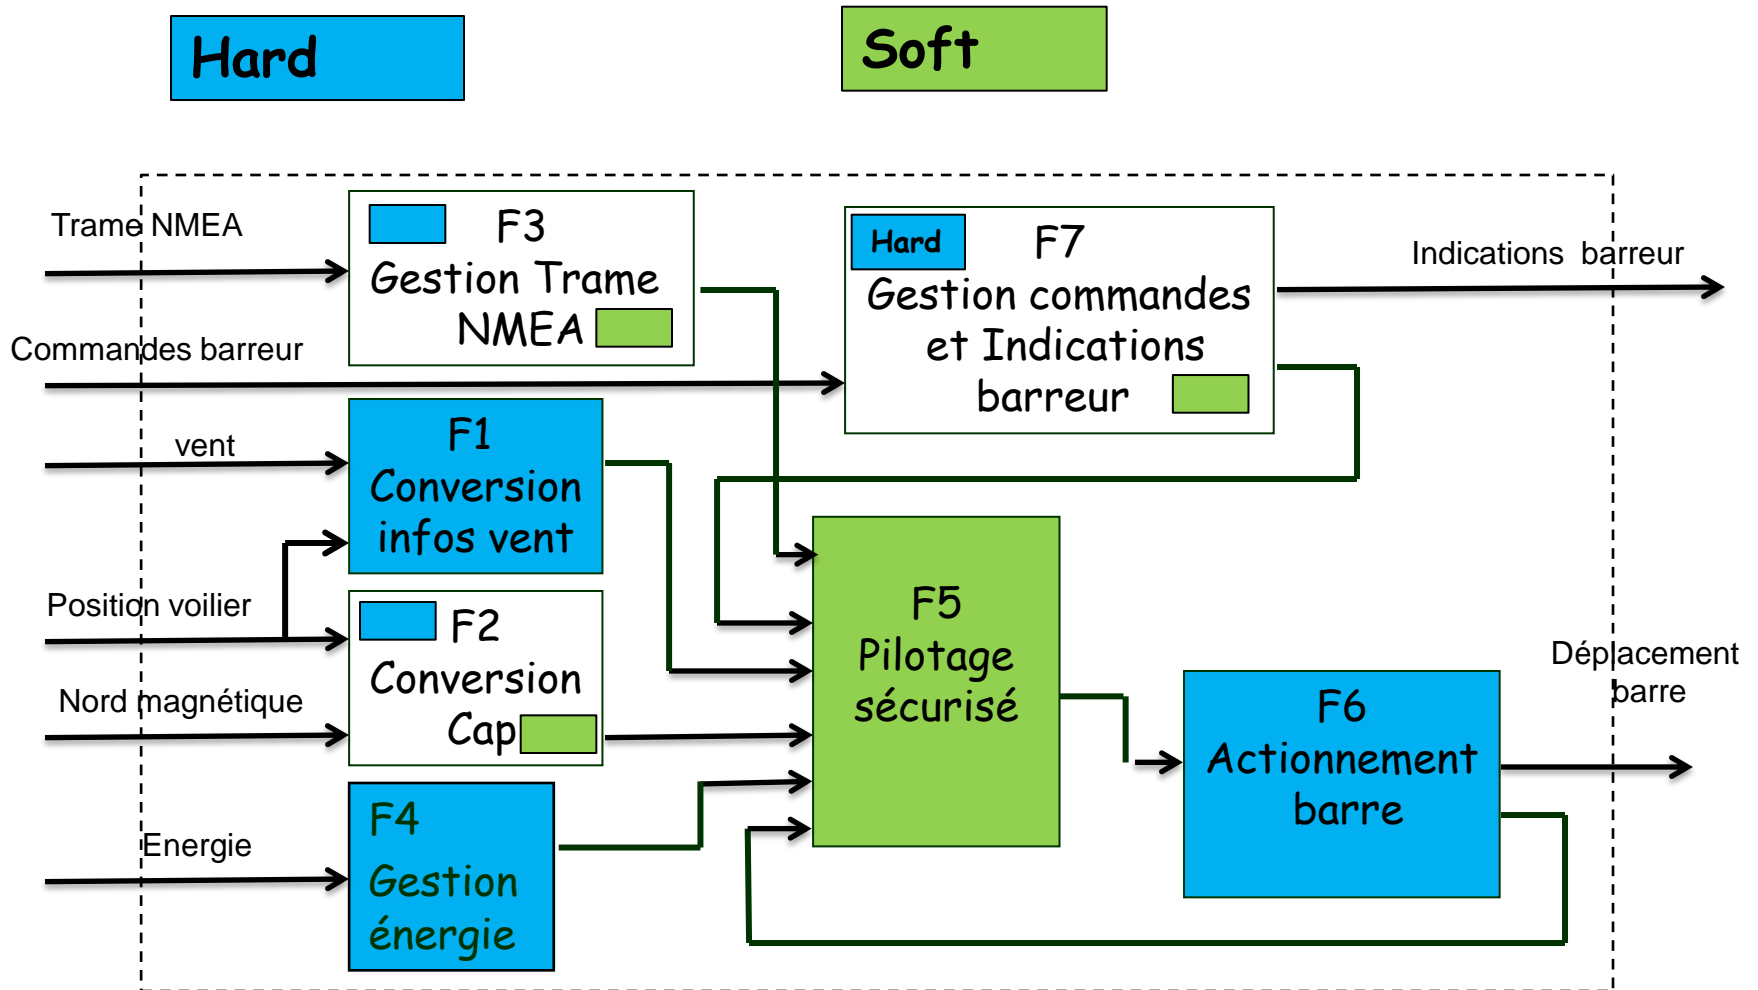 Hard
Soft
Trame NMEA
F3
Gestion Trame
NMEA
Hard
F7
Gestion commandes
et Indications
barreur
Indications barreur
Commandes barreur
vent
F1
Conversion
infos vent
Position voilier
F2
Conversion
Cap
Nord magnétique
F5
Pilotage
sécurisé
Déplacement
barre
F6
Actionnement
barre
Energie
F4
Gestion
énergie